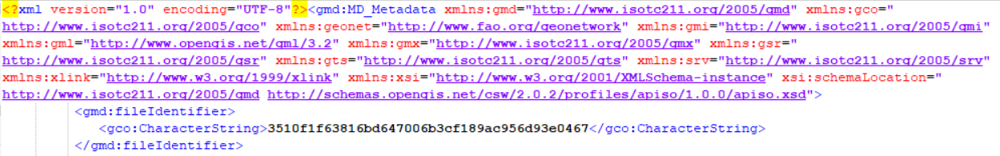 <?xml version="1.0" encoding="UTF-8"?><gmd:MD_Metadata xmlns:gmd="http://www.isotc211.org/2005/gmd" xmlns:gco="
http://www.isotc211.org/2005/gco" xmlns:geonet="http://www.fao.org/geonetwork" xmlns:gmi="http://www.isotc211.org/2005/gmi"
xmlns:gml="http://www.opengis.net/gml/3.2" xmlns:gmx="http://www.isotc211.org/2005/gmx" xmlns:gsr="
http://www.isotc211.org/2005/gsr" xmlns:gts="http://www.isotc211.org/2005/gts" xmlns:srv="http://www.isotc211.org/2005/srv"
xmlns:xlink="http://www.w3.org/1999/xlink" xmlns:xsi="http://www.w3.org/2001/XMLSchema-instance" xsi:schemaLocation="
http://www.isotc211.org/2005/gmd http://schemas.opengis.net/csw/2.0.2/profiles/apiso/1.0.0/apiso.xsd">
<gmd:fileIdentifier>
<gco:CharacterString>3510f1f63816bd647006b3cf189ac956d93e0467</gco:CharacterString>
</gmd:fileIdentifier>